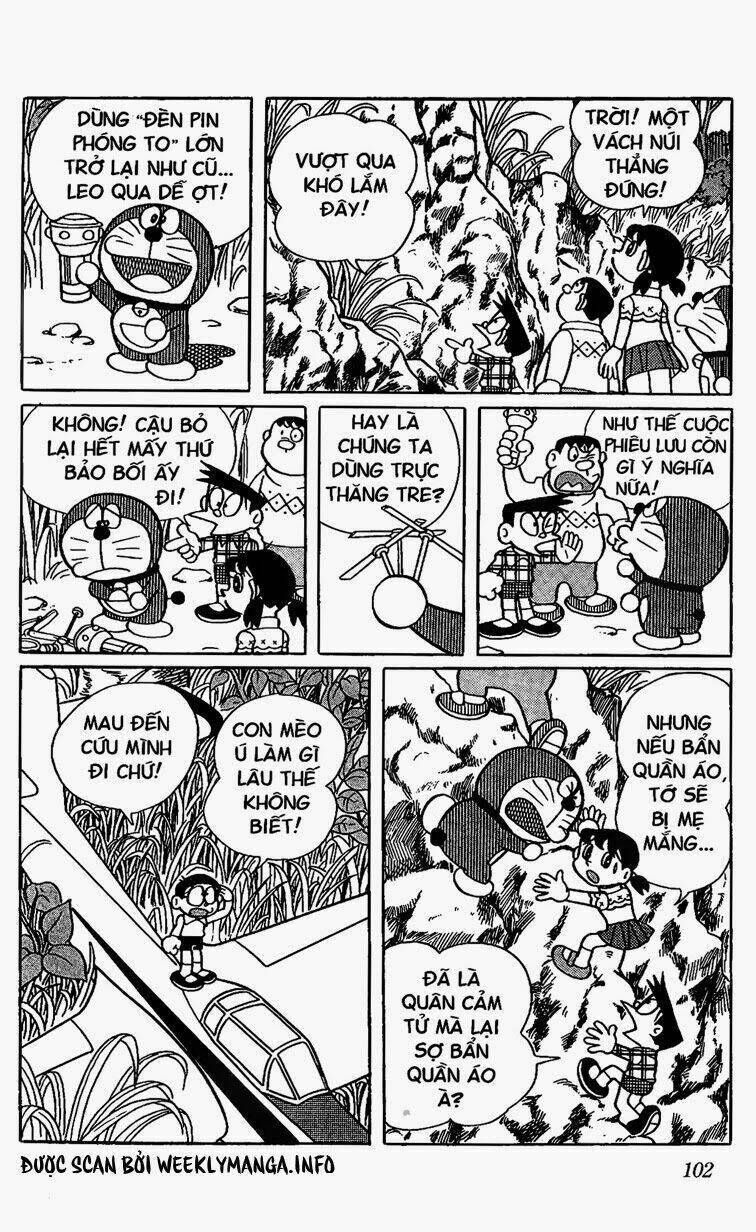 DÙNG “ĐÈN PIN
PHÓNG TO” LỚN
TRỞ LẠI NHƯ CŨ...
LEO QUA DỄ ỢT!
VƯỢT QUA
KHÓ LẮM
ĐÂY!
TRỜI! MỘT
VÁCH NÚI
THẲNG
ĐỨNG!
KHÔNG! CẬU BỎ
LẠI HẾT MẤY THỨ
BẢO BỐI ẤY
ĐI!
HAY LÀ
CHÚNG TA
DÙNG TRỰC
THĂNG TRE?
NHƯ THẾ CUỘC
PHIÊU LƯU CÒN
GÌ Ý NGHĨA
NỮA!
MAU ĐẾN
CỨU MÌNH
ĐI CHỨ!
CON MÈO
Ú LÀM GÌ
LÂU THẾ
KHÔNG
BIẾT!
NHƯNG
NẾU BẨN
QUẦN ÁO,
TỚ SẼ
BỊ MẸ
MẮNG...
ĐÃ LÀ
QUÂN CẢM
TỬ MÀ LẠI
SỢ BẨN
QUẦN ÁO
À?
ĐƯỢC SCAN BỞI WEEKLYMANGA.INFO
102